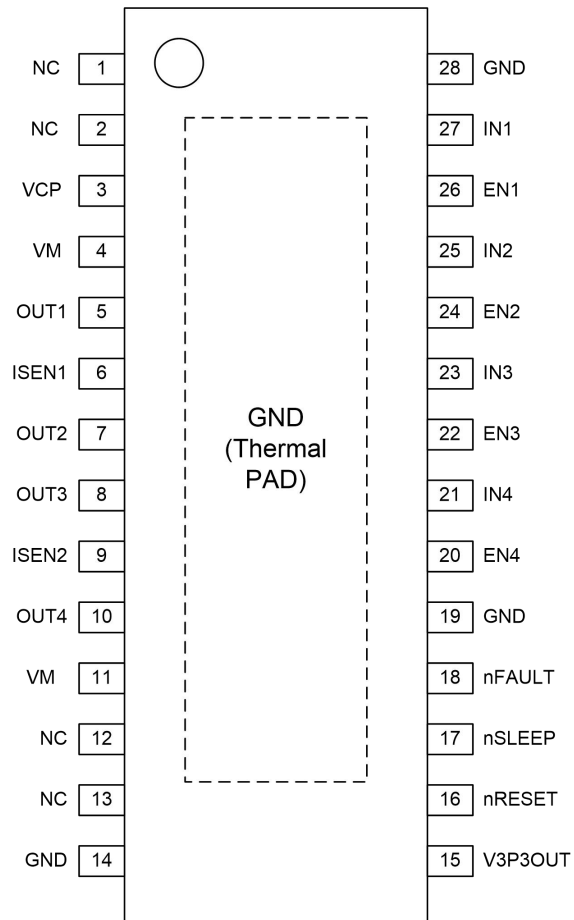 NC 1 28 GND
NC 2 27 IN1
VCP 3 26 EN1
VM 4 25 IN2
OUT1 5 24 EN2
ISEN1 6 23 IN3
OUT2 7 22 EN3
OUT3 8 21 IN4
ISEN2 9 20 EN4
OUT4 10 19 GND
VM 11 18 nFAULT
NC 12 17 nSLEEP
NC 13 16 nRESET
GND 14 15 V3P3OUT
GND
(Thermal
PAD)